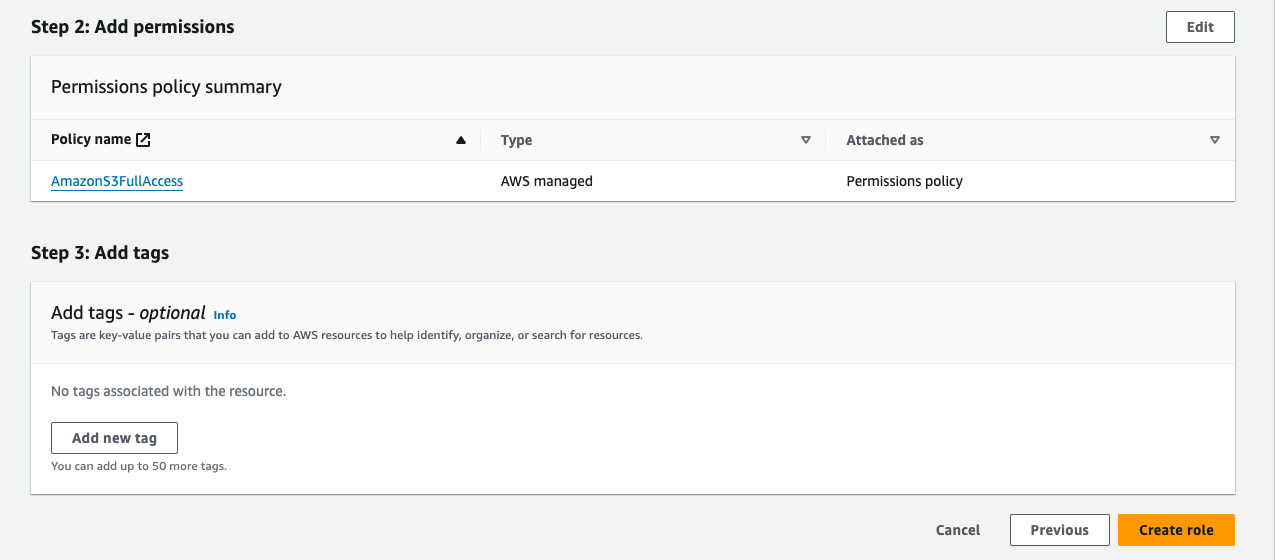 Step 2: Add permissions
Edit
Permissions policy summary
Policy name
Type
Attached as
AmazonS3FullAccess
AWS managed
Permissions policy
Step 3: Add tags
Add tags - optional Info
Tags are key-value pairs that you can add to AWS resources to help identify, organize, or search for resources.
No tags associated with the resource.
Add new tag
You can add up to 50 more tags.
Cancel
Previous
Create role